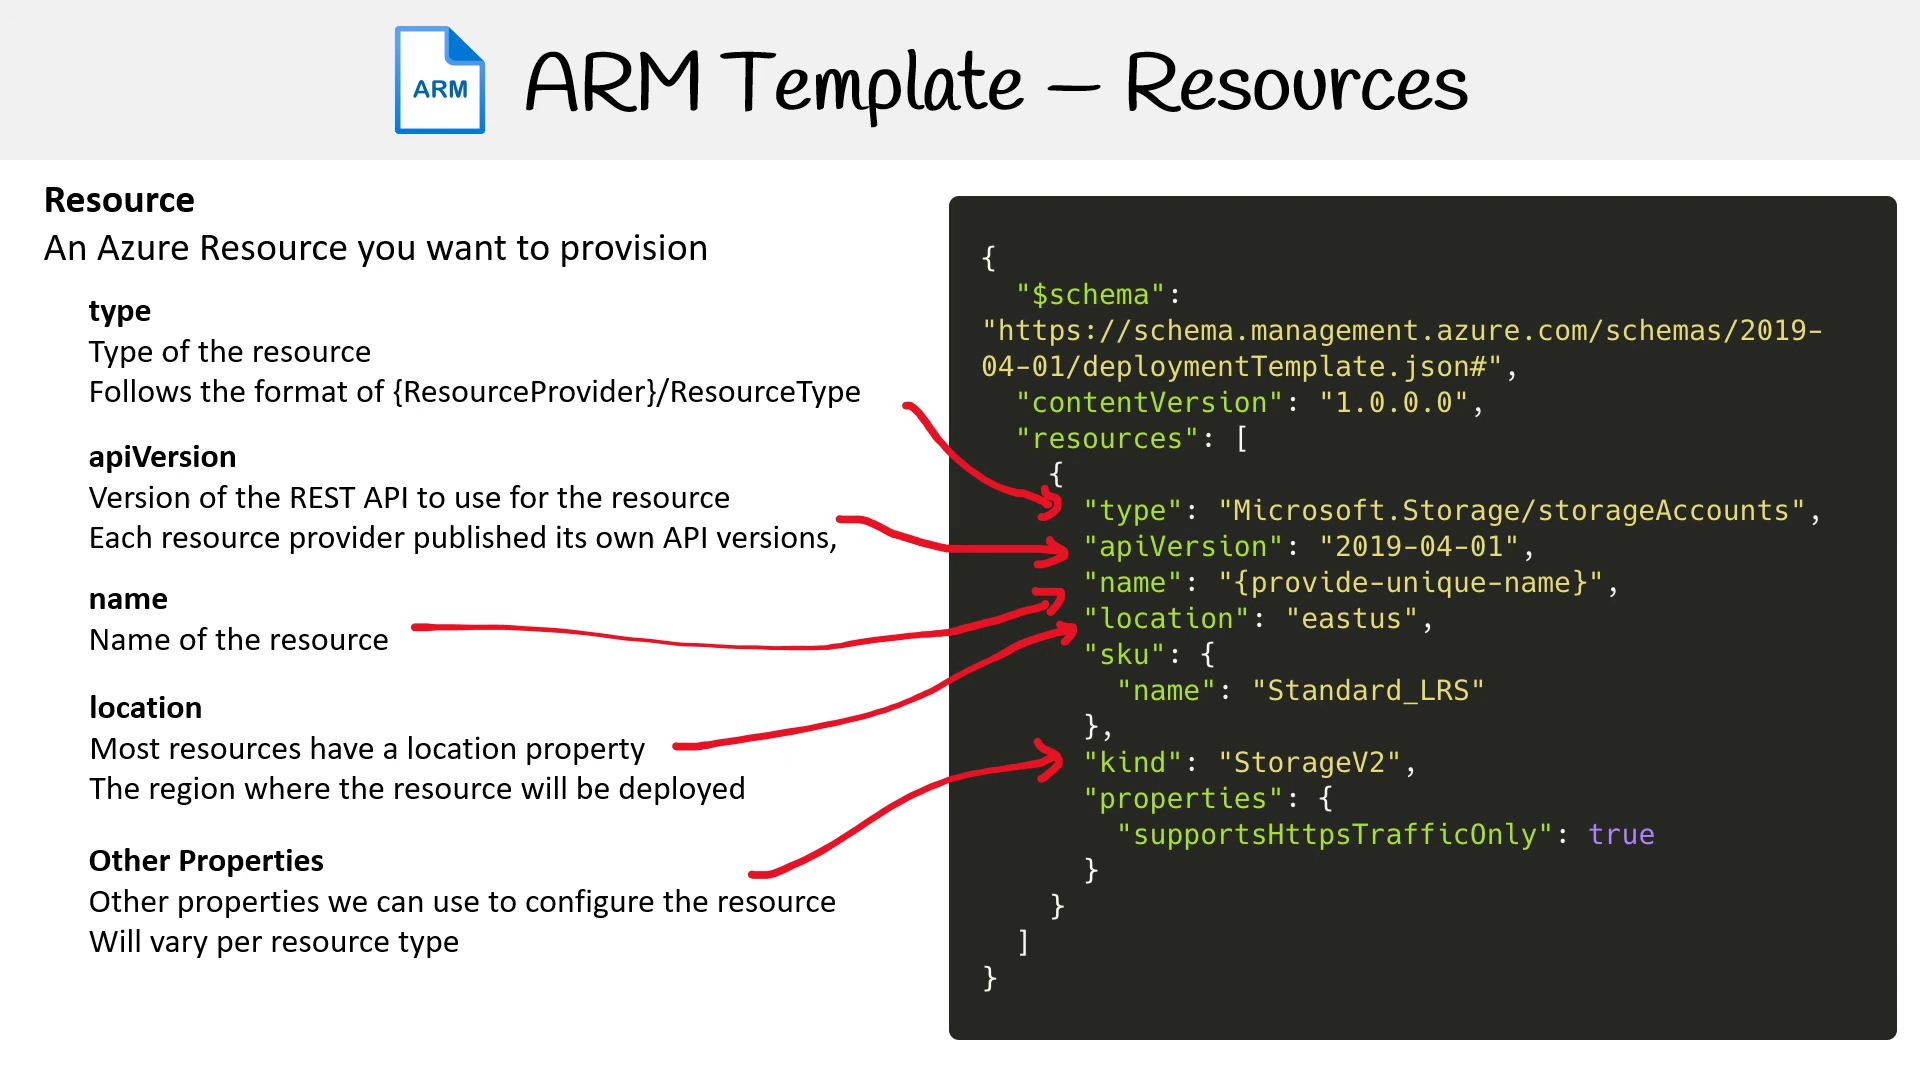 ARM
ARM Template – Resources
Resource
An Azure Resource you want to provision
type
Type of the resource
Follows the format of {ResourceProvider}/ResourceType
apiVersion
Version of the REST API to use for the resource
Each resource provider published its own API versions,
name
Name of the resource
location
Most resources have a location property
The region where the resource will be deployed
Other Properties
Other properties we can use to configure the resource
Will vary per resource type
{
  "$schema":
"https://schema.management.azure.com/schemas/2019-
04-01/deploymentTemplate.json#",
  "contentVersion": "1.0.0.0",
  "resources": [
    {
      "type": "Microsoft.Storage/storageAccounts",
      "apiVersion": "2019-04-01",
      "name": "{provide-unique-name}",
      "location": "eastus",
      "sku": {
        "name": "Standard_LRS"
      },
      "kind": "StorageV2",
      "properties": {
        "supportsHttpsTrafficOnly": true
      }
    }
  ]
}